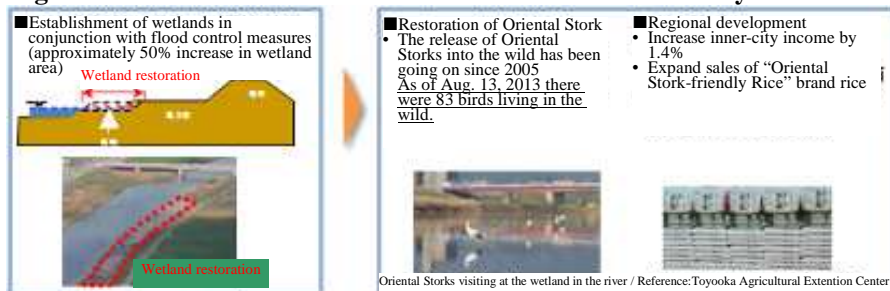 ■Establishment of wetlands in
conjunction with flood control measures
(approximately 50% increase in wetland
area)
Wetland restoration
Wetland restoration
■Restoration of Oriental Stork
• The release of Oriental
Storks into the wild has been
going on since 2005
As of Aug. 13, 2013 there
were 83 birds living in the
wild.
■Regional development
• Increase inner-city income by
1.4%
• Expand sales of “Oriental
Stork-friendly Rice” brand rice
Oriental Storks visiting at the wetland in the river / Reference:Toyooka Agricultural Extention Center